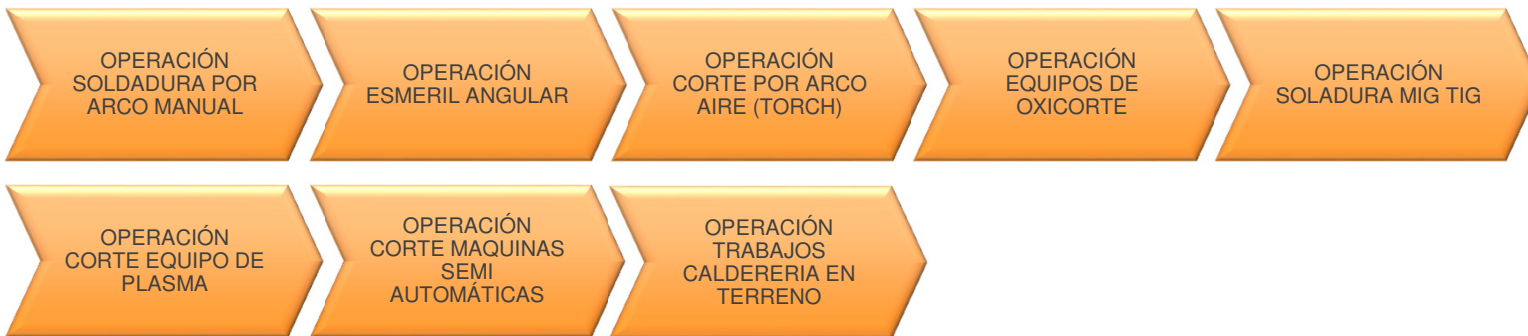 OPERACIÓN
SOLDADURA POR
ARCO MANUAL
OPERACIÓN
ESMERIL ANGULAR
OPERACIÓN
CORTE POR ARCO
AIRE (TORCH)
OPERACIÓN
EQUIPOS DE
OXICORTE
OPERACIÓN
SOLADURA MIG TIG
OPERACIÓN
CORTE EQUIPO DE
PLASMA
OPERACIÓN
CORTE MAQUINAS
SEMI
AUTOMÁTICAS
OPERACIÓN
TRABAJOS
CALDERERIA EN
TERRENO